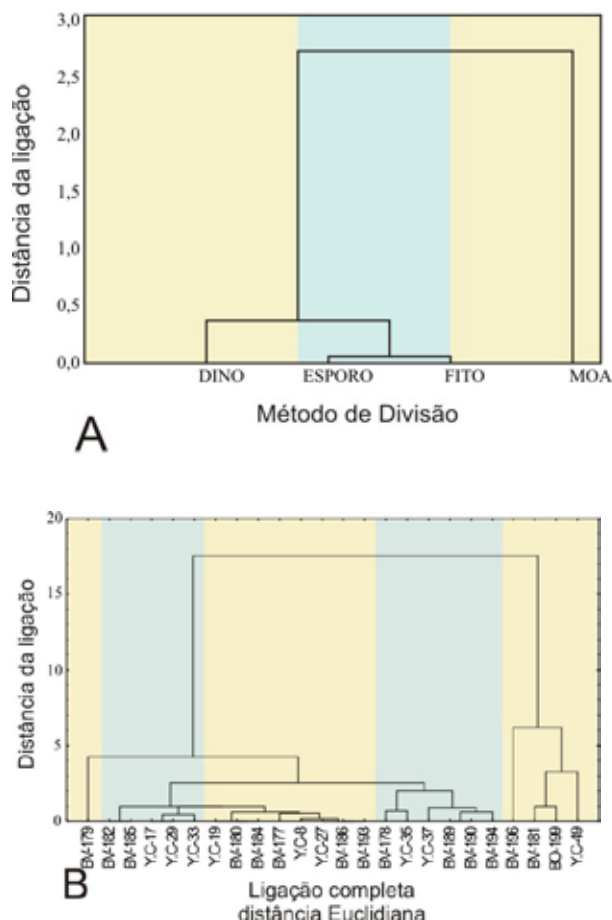 3,0
2,5
2,0
1,5
1,0
0,5
0,0
Distância da ligação
DINO ESPORO FITO MOA
Método de Divisão
A
20
15
10
5
0
Distância da ligação
BV-179 BV-182 BV-185 Y.C-17 Y.C-29 Y.C-33 Y.C-19 BV-180 BV-184 BV-177 Y.C-8 Y.C-27 BV-186 BV-193 BV-178 Y.C-35 Y.C-37 BV-189 BV-190 BV-194 BV-196 BV-181 BO-199 Y.C-49
B
Ligação completa
distância Euclidiana